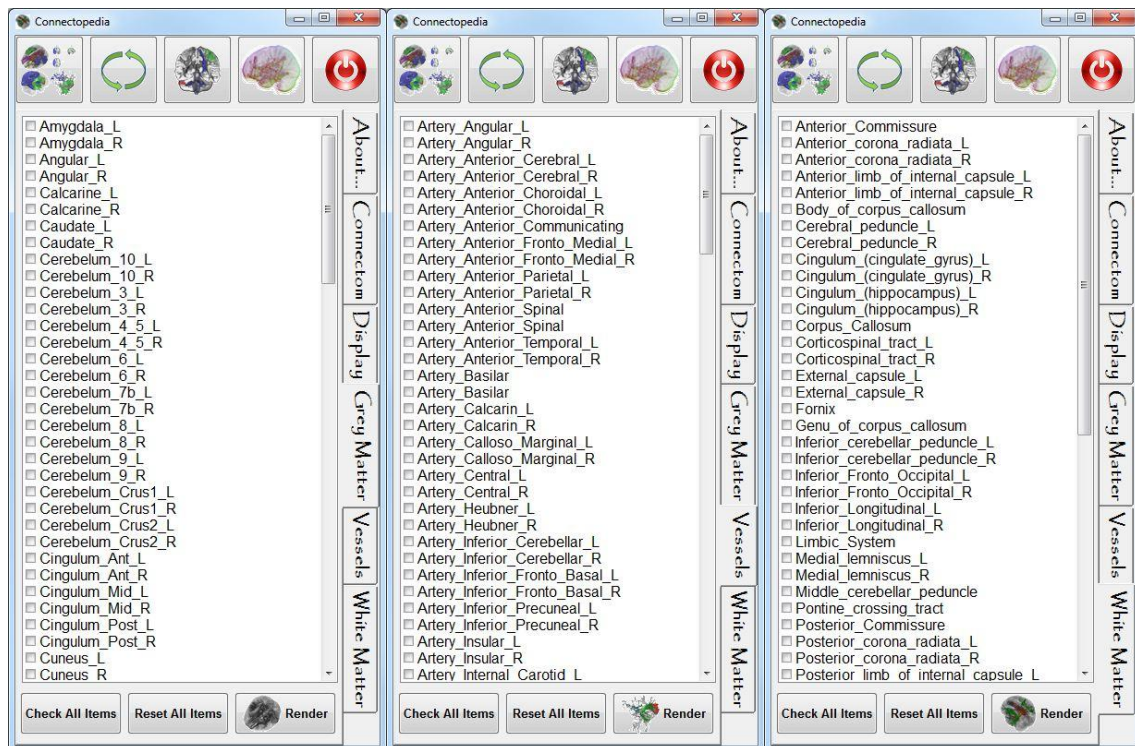 Connectopedia
Amygdala_L
Amygdala_R
Angular_L
Angular_R
Calcarine_L
Calcarine_R
Caudate_L
Caudate_R
Cerebelum_10_L
Cerebelum_10_R
Cerebelum_3_L
Cerebelum_3_R
Cerebelum_4_5_L
Cerebelum_4_5_R
Cerebelum_6_L
Cerebelum_6_R
Cerebelum_7b_L
Cerebelum_7b_R
Cerebelum_8_L
Cerebelum_8_R
Cerebelum_9_L
Cerebelum_9_R
Cerebelum_Crus1_L
Cerebelum_Crus1_R
Cerebelum_Crus2_L
Cerebelum_Crus2_R
Cingulum_Ant_L
Cingulum_Ant_R
Cingulum_Mid_L
Cingulum_Mid_R
Cingulum_Post_L
Cingulum_Post_R
Cuneus_L
Cuneus_R
About...
Connectom
Display
Grey Matter
Vessels
White Matter
Check All Items
Reset All Items
Render
Connectopedia
Artery_Angular_L
Artery_Angular_R
Artery_Anterior_Cerebral_L
Artery_Anterior_Cerebral_R
Artery_Anterior_Choroidal_L
Artery_Anterior_Choroidal_R
Artery_Anterior_Communicating
Artery_Anterior_Fronto_Medial_L
Artery_Anterior_Fronto_Medial_R
Artery_Anterior_Parietal_L
Artery_Anterior_Parietal_R
Artery_Anterior_Spinal
Artery_Anterior_Spinal
Artery_Anterior_Temporal_L
Artery_Anterior_Temporal_R
Artery_Basilar
Artery_Basilar
Artery_Calcarin_L
Artery_Calcarin_R
Artery_Calloso_Marginal_L
Artery_Calloso_Marginal_R
Artery_Central_L
Artery_Central_R
Artery_Heubner_L
Artery_Heubner_R
Artery_Inferior_Cerebellar_L
Artery_Inferior_Cerebellar_R
Artery_Inferior_Fronto_Basal_L
Artery_Inferior_Fronto_Basal_R
Artery_Inferior_Precuneal_L
Artery_Inferior_Precuneal_R
Artery_Insular_L
Artery_Insular_R
Artery_Internal_Carotid_L
About...
Connectom
Display
Grey Matter
Vessels
White Matter
Check All Items
Reset All Items
Render
Connectopedia
Anterior_Commissure
Anterior_corona_radiata_L
Anterior_corona_radiata_R
Anterior_limb_of_internal_capsule_L
Anterior_limb_of_internal_capsule_R
Body_of_corpus_callosum
Cerebral_peduncle_L
Cerebral_peduncle_R
Cingulum_(cingulate_gyrus)_L
Cingulum_(cingulate_gyrus)_R
Cingulum_(hippocampus)_L
Cingulum_(hippocampus)_R
Corpus_Callosum
Corticospinal_tract_L
Corticospinal_tract_R
External_capsule_L
External_capsule_R
Fornix
Genu_of_corpus_callosum
Inferior_cerebellar_peduncle_L
Inferior_cerebellar_peduncle_R
Inferior_Fronto_Occipital_L
Inferior_Fronto_Occipital_R
Inferior_Longitudinal_L
Inferior_Longitudinal_R
Limbic_System
Medial_lemniscus_L
Medial_lemniscus_R
Middle_cerebellar_peduncle
Pontine_crossing_tract
Posterior_Commissure
Posterior_corona_radiata_L
Posterior_corona_radiata_R
Posterior_limb_of_internal_capsule_L
About...
Connectom
Display
Grey Matter
Vessels
White Matter
Check All Items
Reset All Items
Render